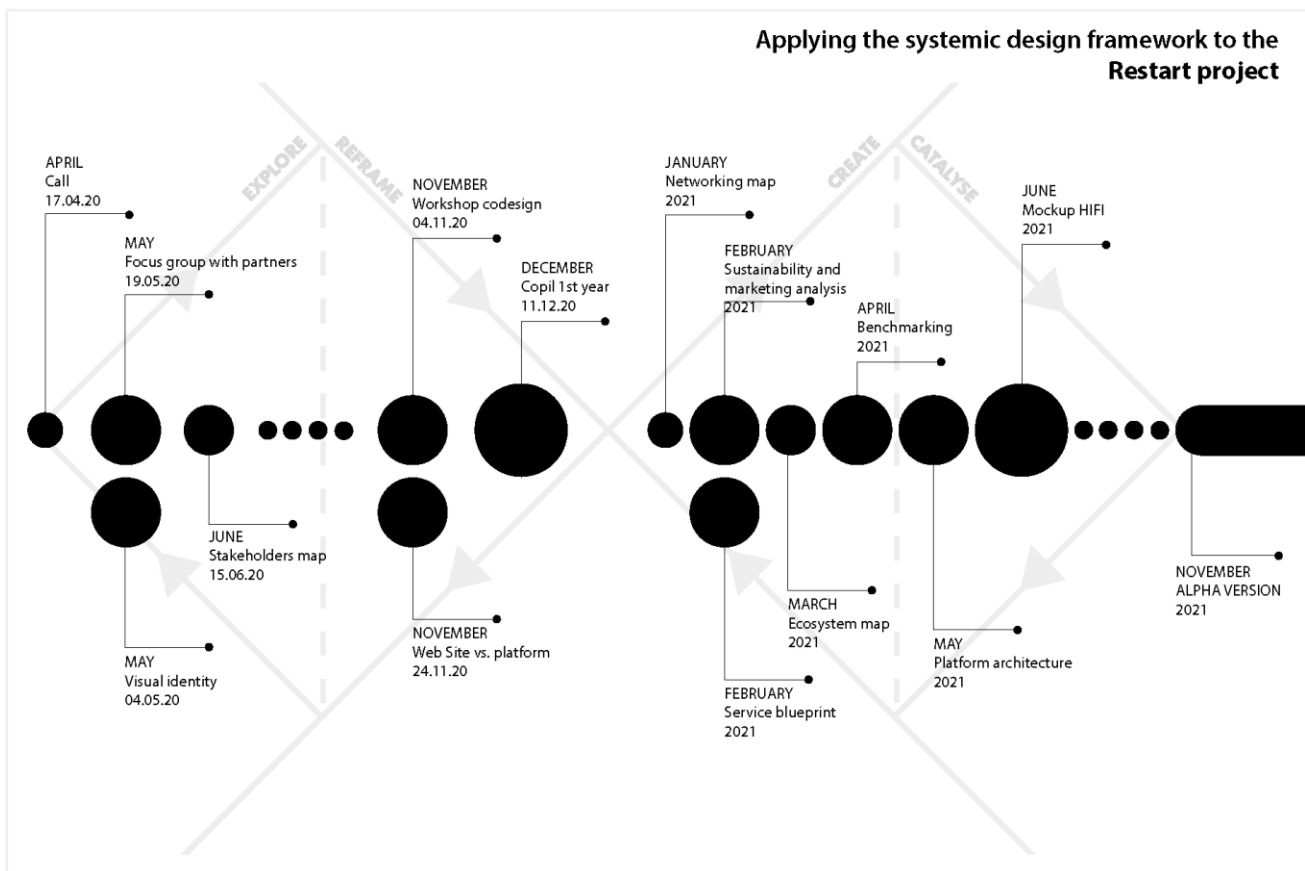 Applying the systemic design framework to the
Restart project
EXPLORE
REFRAME
CREATE
CATALYSE
APRIL
Call
17.04.20
MAY
Focus group with partners
19.05.20
NOVEMBER
Workshop codesign
04.11.20
DECEMBER
Copil 1st year
11.12.20
JANUARY
Networking map
2021
FEBRUARY
Sustainability and
marketing analysis
2021
APRIL
Benchmarking
2021
JUNE
Mockup HIFI
2021
MAY
Visual identity
04.05.20
JUNE
Stakeholders map
15.06.20
NOVEMBER
Web Site vs. platform
24.11.20
FEBRUARY
Service blueprint
2021
MARCH
Ecosystem map
2021
MAY
Platform architecture
2021
NOVEMBER
ALPHA VERSION
2021